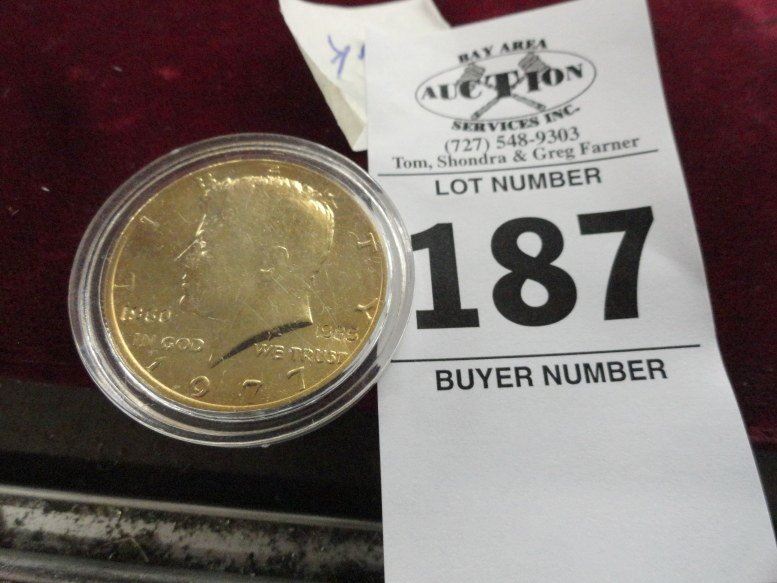 LIBERTY
1960
1985
IN GOD WE TRUST
1977
BAY AREA
AUCTION
SERVICES INC.
(727) 548-9303
Tom, Shondra & Greg Farner
LOT NUMBER
187
BUYER NUMBER